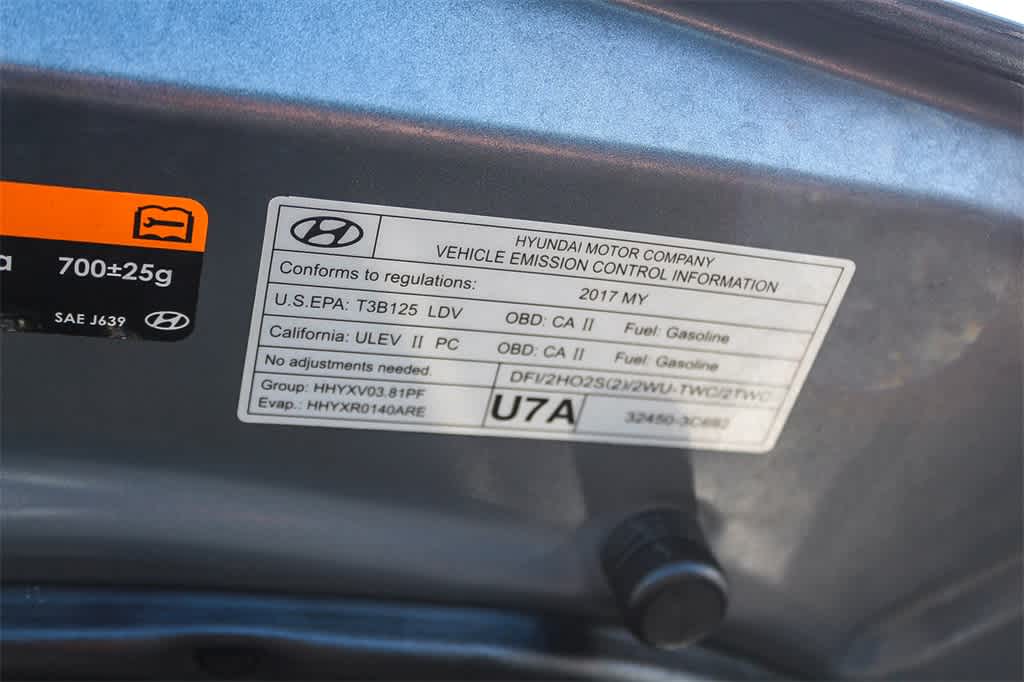 a 700±25g
SAE J639
HYUNDAI MOTOR COMPANY
VEHICLE EMISSION CONTROL INFORMATION
Conforms to regulations: 2017 MY
U.S.EPA: T3B125 LDV OBD: CA II Fuel: Gasoline
California: ULEV II PC OBD: CA II Fuel: Gasoline
No adjustments needed. DFI/2HO2S(2)/2WU-TWC/2TWC
Group: HHYXV03.81PF
Evap.: HHYXR0140ARE
U7A